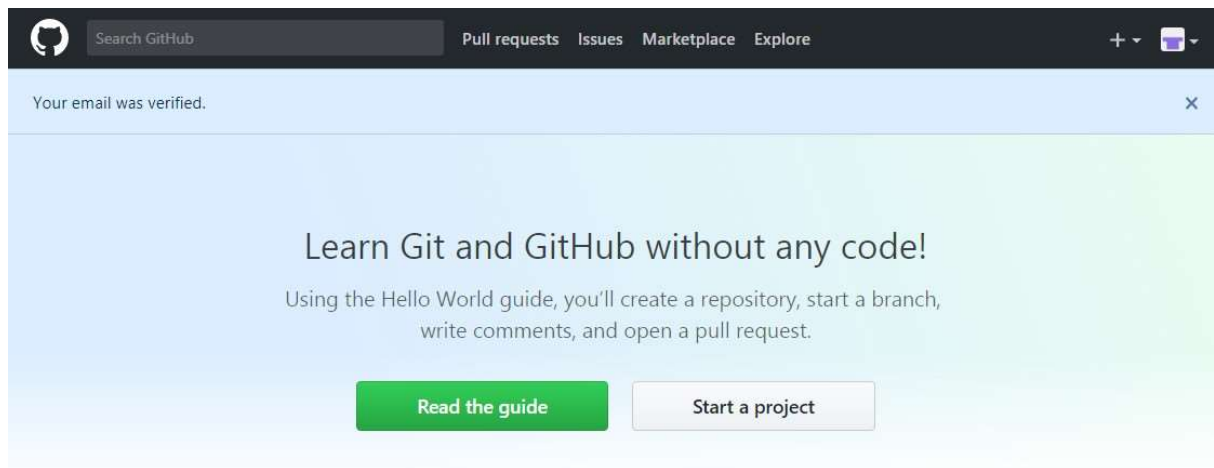 Search GitHub Pull requests Issues Marketplace Explore
Your email was verified.
Learn Git and GitHub without any code!
Using the Hello World guide, you’ll create a repository, start a branch,
write comments, and open a pull request.
Read the guide Start a project